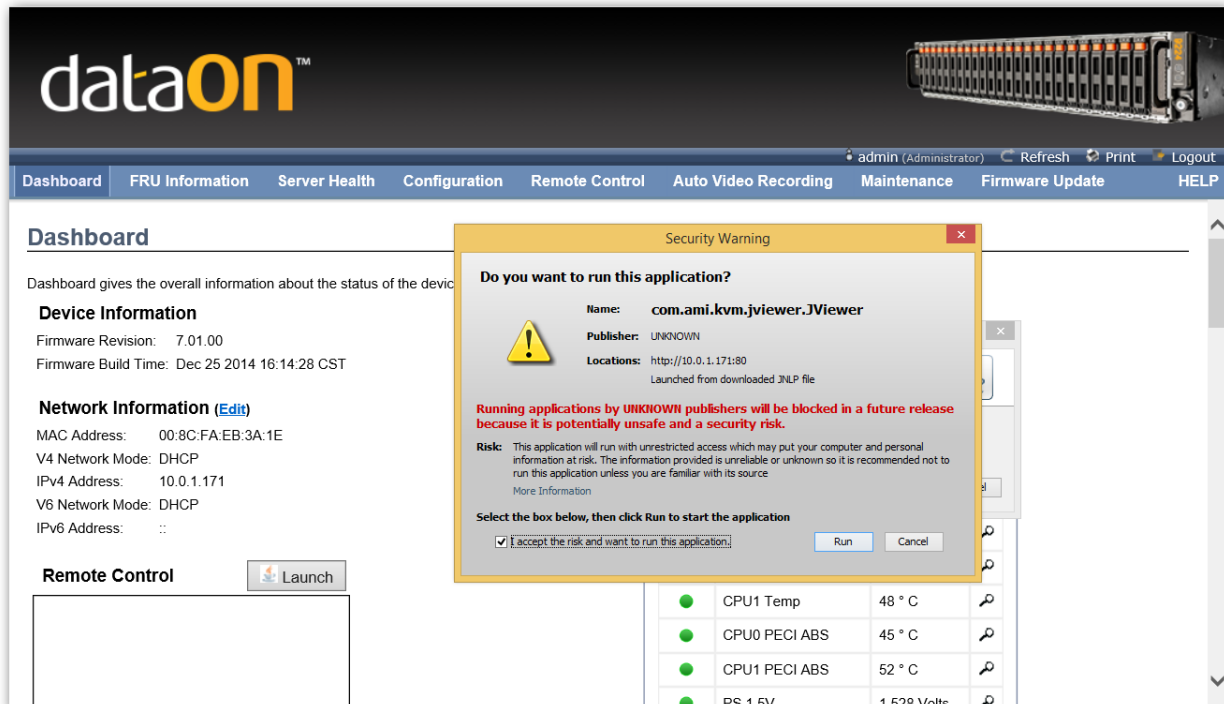 dataON™
admin (Administrator) Refresh Print Logout
Dashboard FRU Information Server Health Configuration Remote Control Auto Video Recording Maintenance Firmware Update HELP
Dashboard
Dashboard gives the overall information about the status of the devic
Device Information
Firmware Revision: 7.01.00
Firmware Build Time: Dec 25 2014 16:14:28 CST
Network Information (Edit)
MAC Address: 00:8C:FA:EB:3A:1E
V4 Network Mode: DHCP
IPv4 Address: 10.0.1.171
V6 Network Mode: DHCP
IPv6 Address: ::
Remote Control
Launch
Security Warning
Do you want to run this application?
Name: com.ami.kvm.jviewer.JViewer
Publisher: UNKNOWN
Locations: http://10.0.1.171:80
Launched from downloaded JNLP file
Running applications by UNKNOWN publishers will be blocked in a future release
because it is potentially unsafe and a security risk.
Risk: This application will run with unrestricted access which may put your computer and personal
information at risk. The information provided is unreliable or unknown so it is recommended not to
run this application unless you are familiar with its source
More Information
Select the box below, then click Run to start the application
I accept the risk and want to run this application.
Run Cancel
CPU1 Temp 48 ° C
CPU0 PECI ABS 45 ° C
CPU1 PECI ABS 52 ° C
PS 1.5V 1.528 Volts